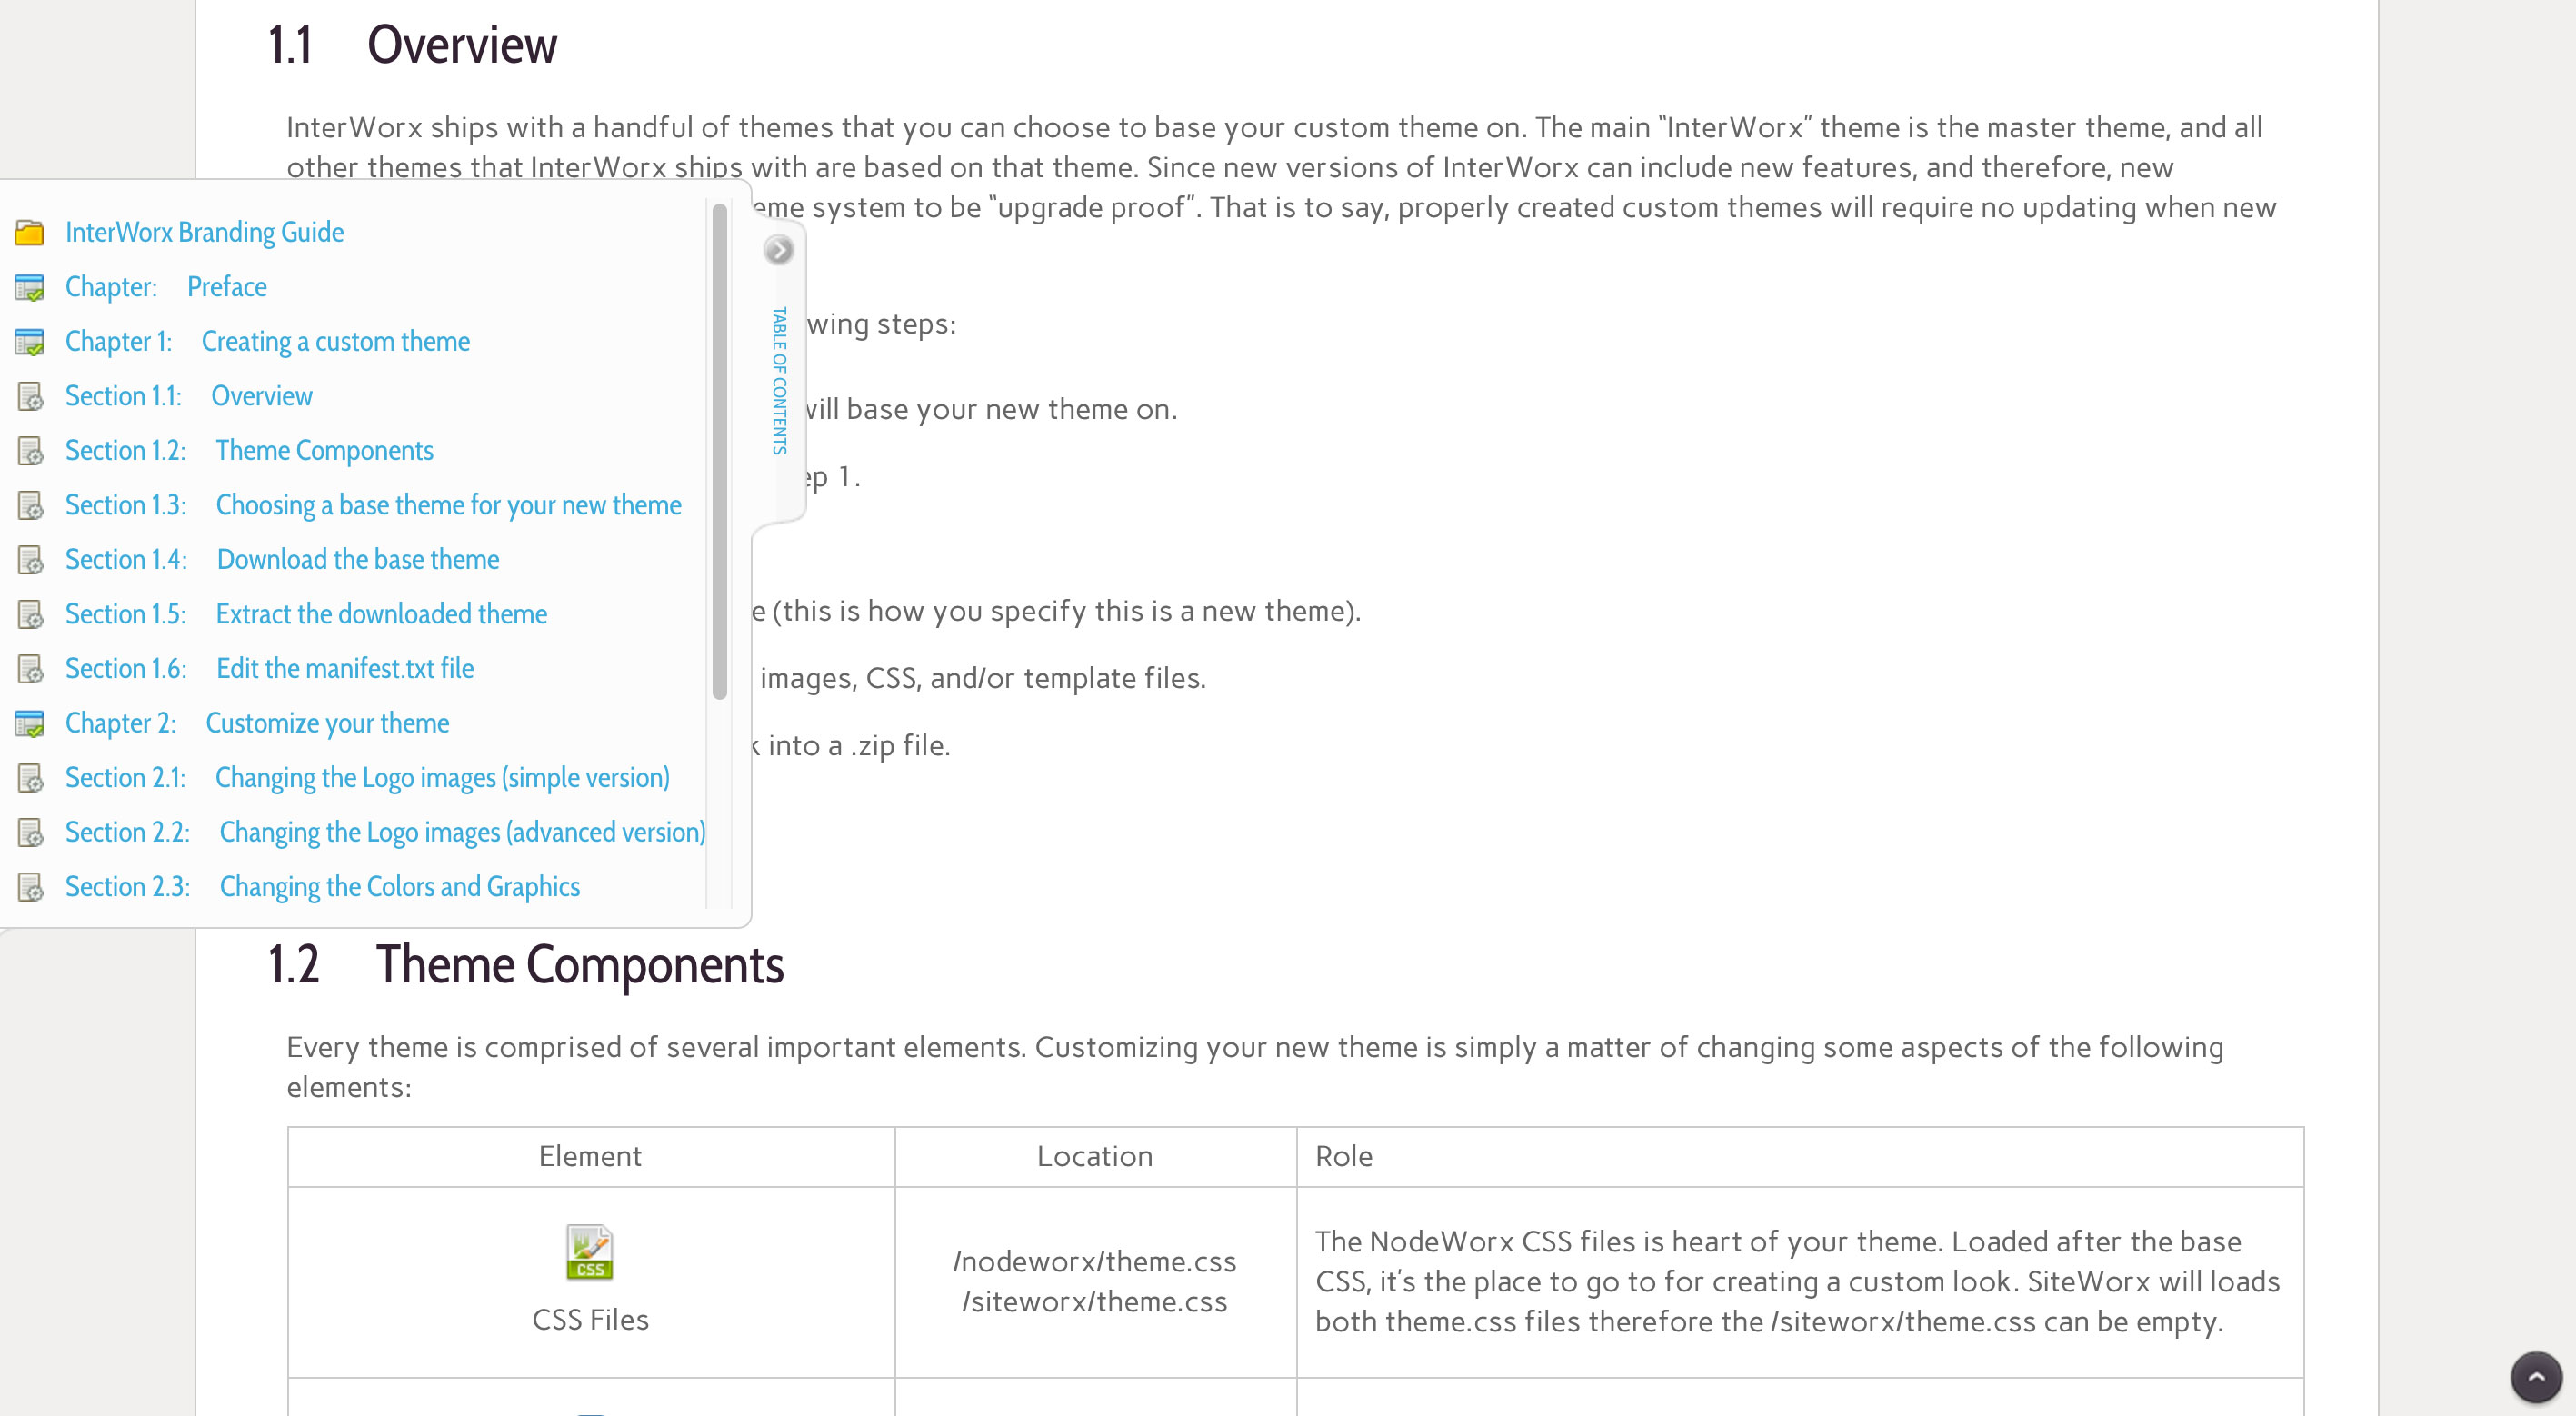 1.1 Overview
InterWorx ships with a handful of themes that you can choose to base your custom theme on. The main “InterWorx” theme is the master theme, and all
other themes that InterWorx ships with are based on that theme. Since new versions of InterWorx can include new features, and therefore, new
system to be “upgrade proof”. That is to say, properly created custom themes will require no updating when new
steps:
base your new theme on.
1.
(this is how you specify this is a new theme).
images, CSS, and/or template files.
into a .zip file.
InterWorx Branding Guide
Chapter: Preface
Chapter 1: Creating a custom theme
Section 1.1: Overview
Section 1.2: Theme Components
Section 1.3: Choosing a base theme for your new theme
Section 1.4: Download the base theme
Section 1.5: Extract the downloaded theme
Section 1.6: Edit the manifest.txt file
Chapter 2: Customize your theme
Section 2.1: Changing the Logo images (simple version)
Section 2.2: Changing the Logo images (advanced version)
Section 2.3: Changing the Colors and Graphics
TABLE OF CONTENTS
1.2 Theme Components
Every theme is comprised of several important elements. Customizing your new theme is simply a matter of changing some aspects of the following
elements:
Element Location Role
CSS
CSS Files
/nodeworx/theme.css
/siteworx/theme.css
The NodeWorx CSS files is heart of your theme. Loaded after the base
CSS, it’s the place to go to for creating a custom look. SiteWorx will loads
both theme.css files therefore the /siteworx/theme.css can be empty.